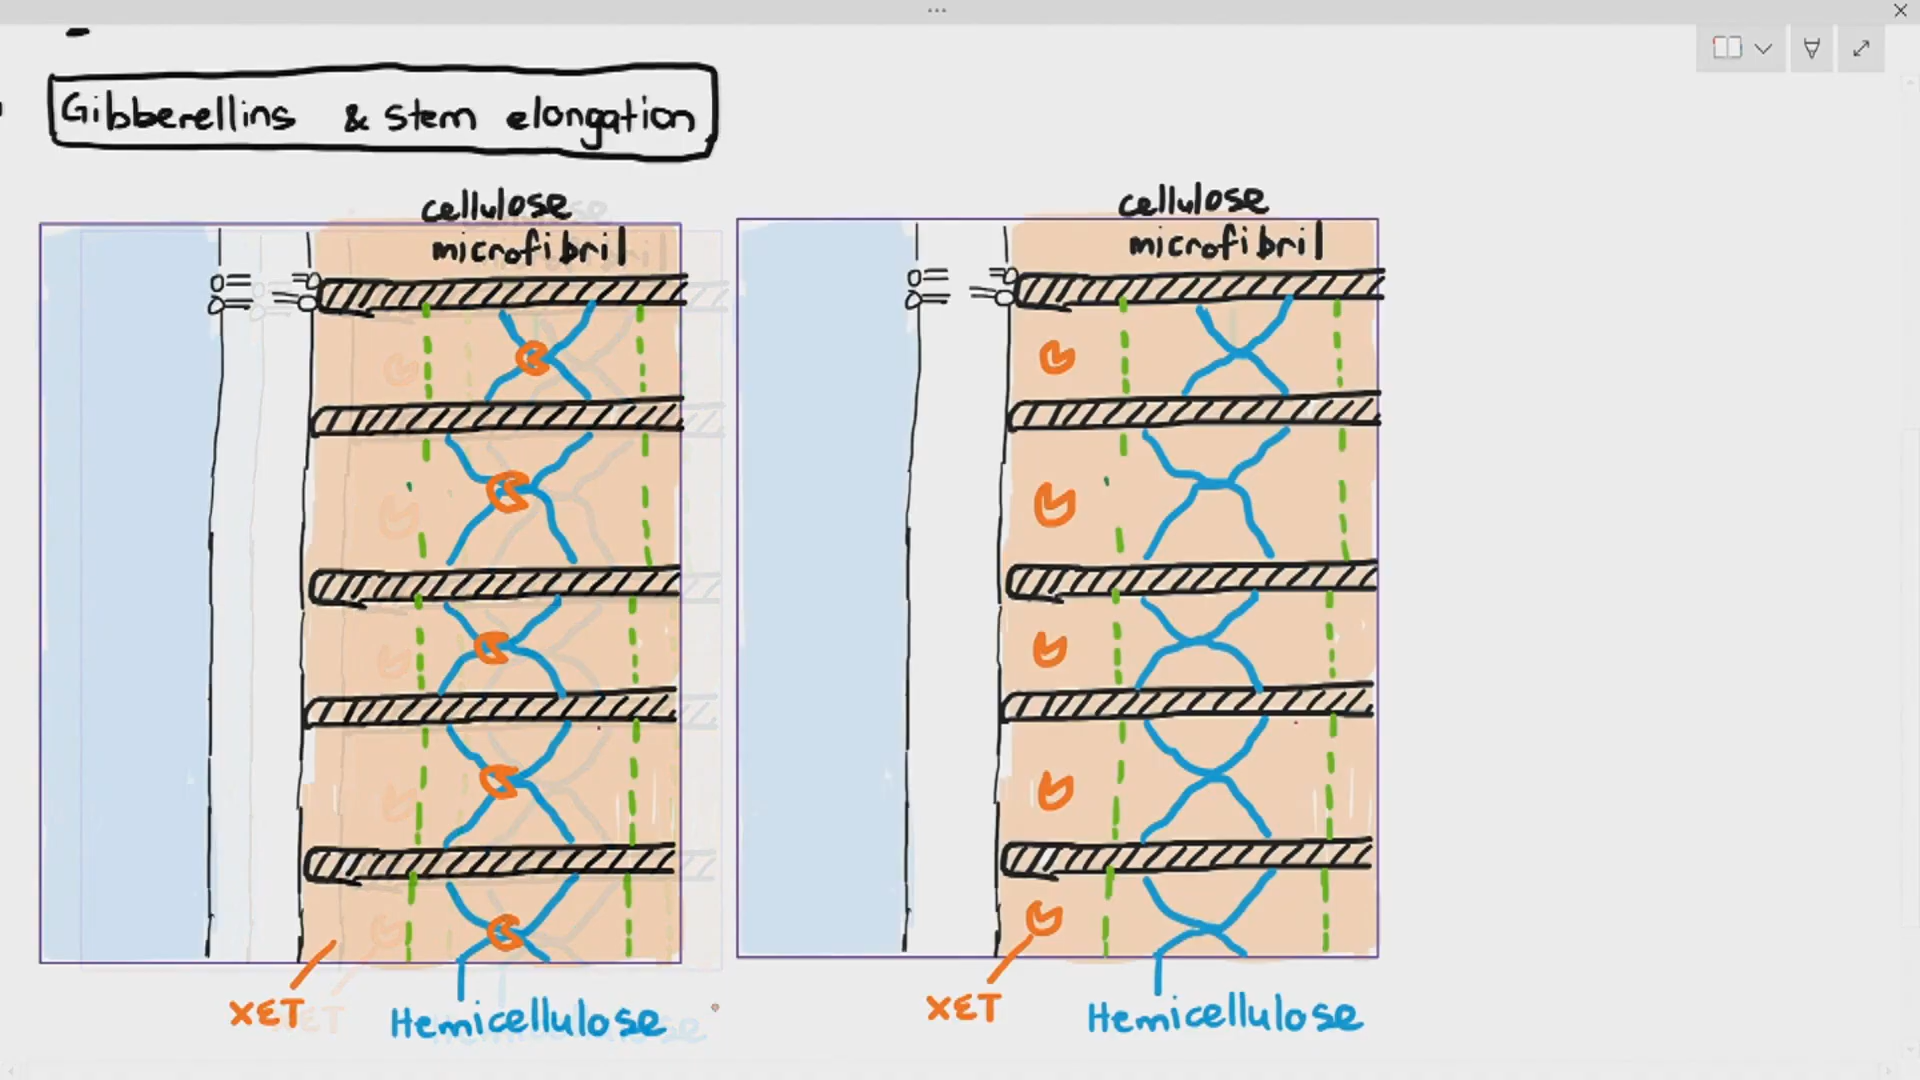 Gibberellins & stem elongation
cellulose
microfibril
XET
Hemicellulose
cellulose
microfibril
XET
Hemicellulose